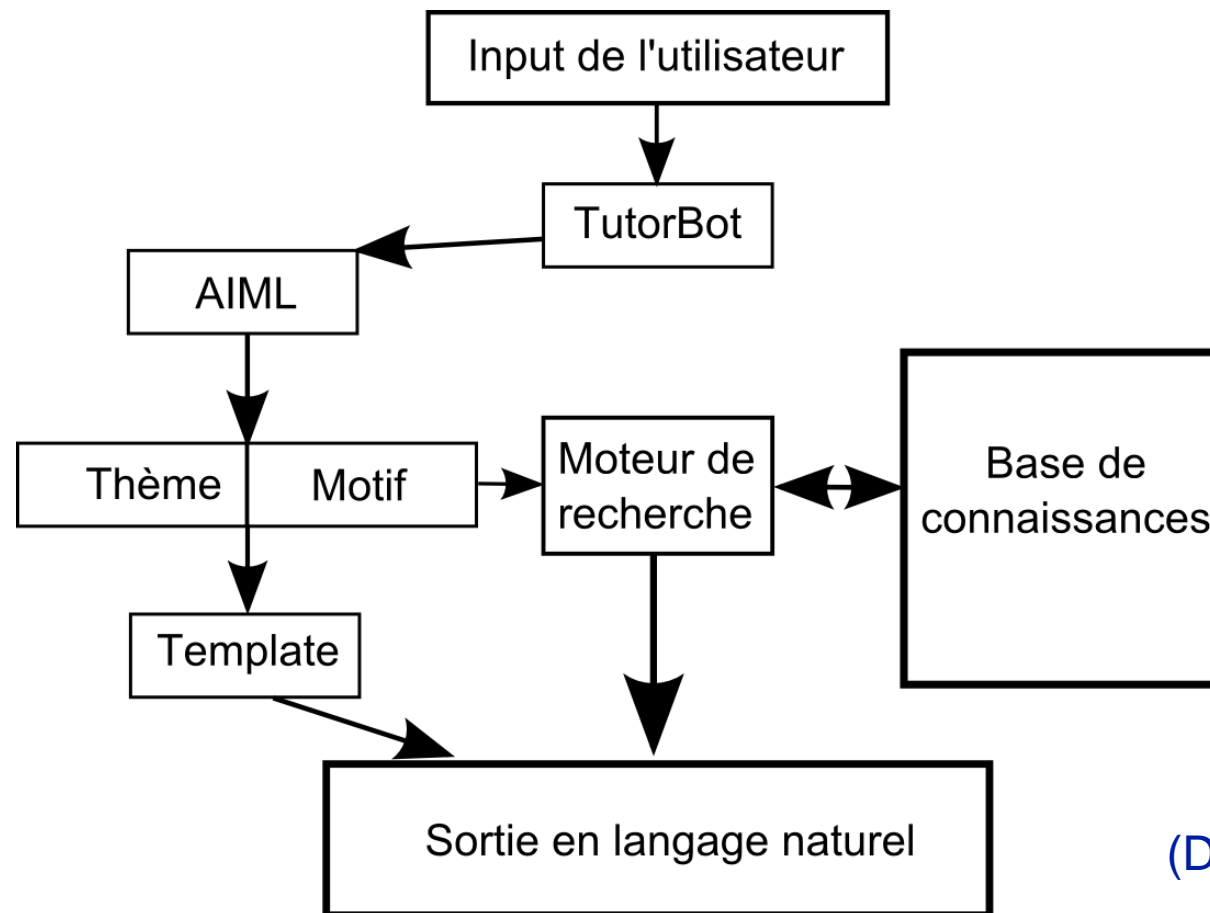 Input de l'utilisateur
TutorBot
AIML
Thème
Motif
Moteur de
recherche
Base de
connaissances
Template
Sortie en langage naturel
(D